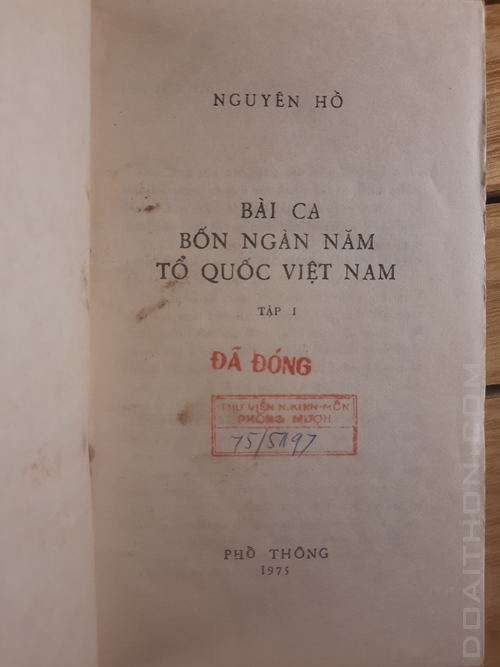 NGUYÊN HỒ
BÀI CA
BỐN NGÀN NĂM
TỔ QUỐC VIỆT NAM
TẬP I
ĐÃ ĐÓNG
THƯ VIỆN H. KINH-MÔN
PHÒNG MƯỢN
75/5197
PHỔ THÔNG
1975
DOAITHON.COM